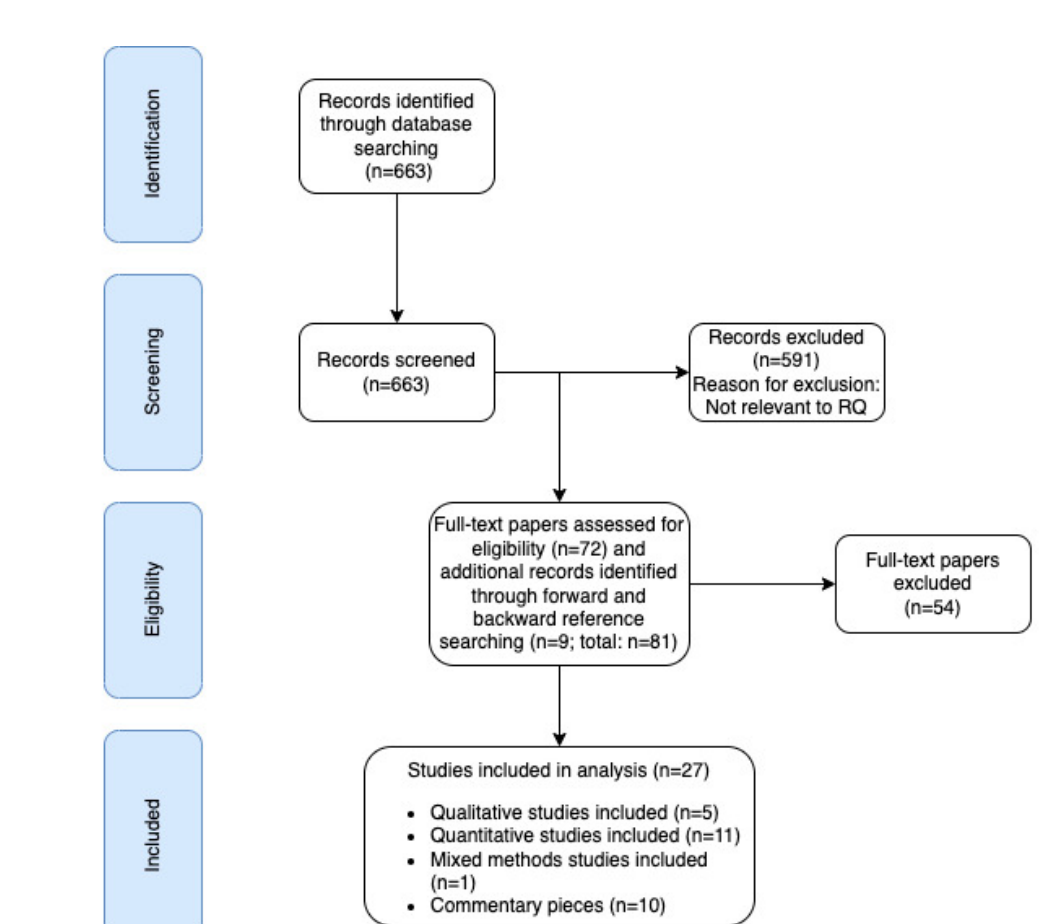 Identification
Records identified
through database
searching
(n=663)
Screening
Records screened
(n=663)
Records excluded
(n=591)
Reason for exclusion:
Not relevant to RQ
Eligibility
Full-text papers assessed for
eligibility (n=72) and
additional records identified
through forward and
backward reference
searching (n=9; total: n=81)
Full-text papers
excluded
(n=54)
Included
Studies included in analysis (n=27)
• Qualitative studies included (n=5)
• Quantitative studies included (n=11)
• Mixed methods studies included
(n=1)
• Commentary pieces (n=10)